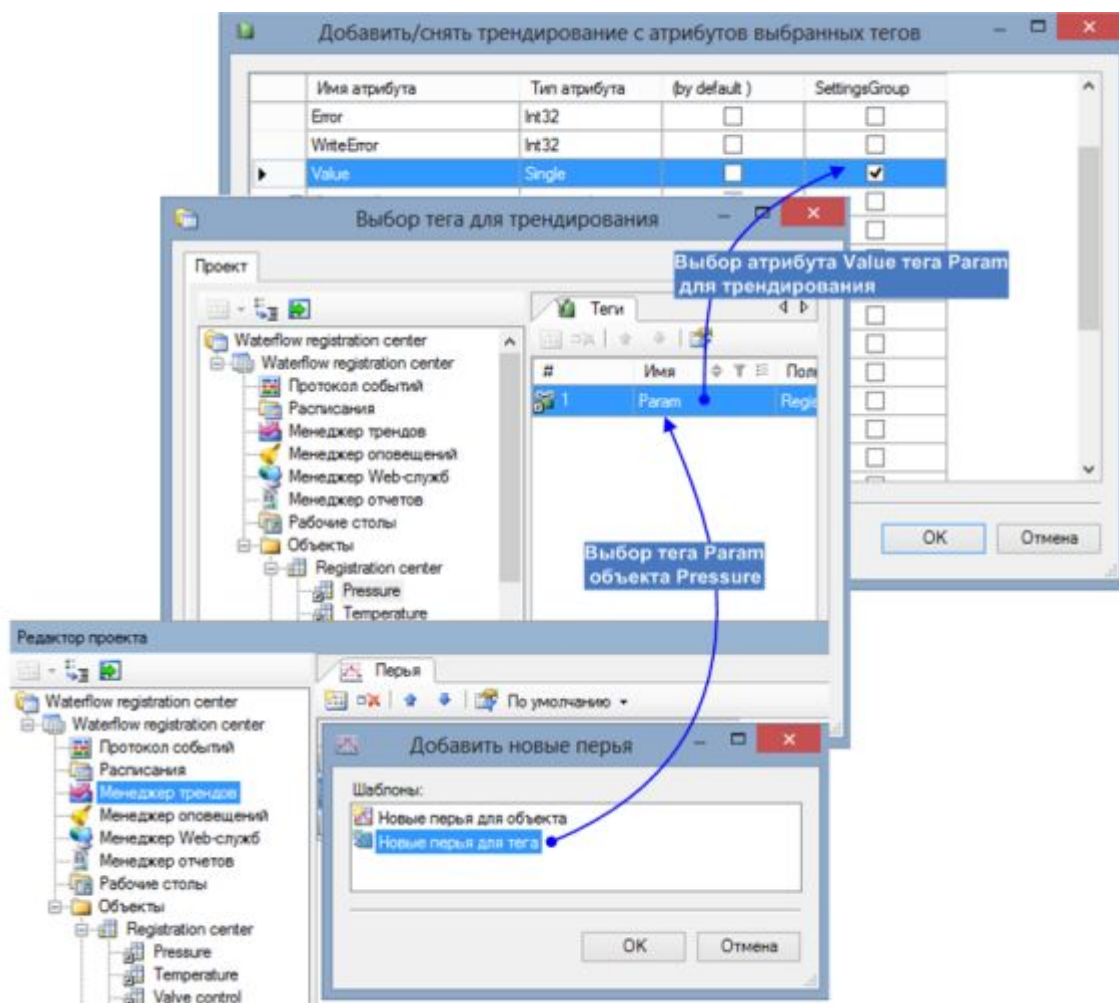 Добавить/снять трендирование с атрибутов выбранных тегов
Имя атрибута Тип атрибута (by default ) SettingsGroup
Error Int32
WriteError Int32
Value Single
Выбор тега для трендирования
Выбор атрибута Value тега Param
для трендирования
Проект
Теги
Waterflow registration center
Waterflow registration center
Протокол событий
Расписания
Менеджер трендов
Менеджер оповещений
Менеджер Web-служб
Менеджер отчетов
Рабочие столы
Объекты
Registration center
Pressure
Temperature
# Имя Полн
1 Param Regis
Выбор тега Param
объекта Pressure
OK Отмена
Редактор проекта
Перья
По умолчанию
Waterflow registration center
Waterflow registration center
Протокол событий
Расписания
Менеджер трендов
Менеджер оповещений
Менеджер Web-служб
Менеджер отчетов
Рабочие столы
Объекты
Registration center
Pressure
Temperature
Valve control
Добавить новые перья
Шаблоны:
Новые перья для объекта
Новые перья для тега
OK Отмена